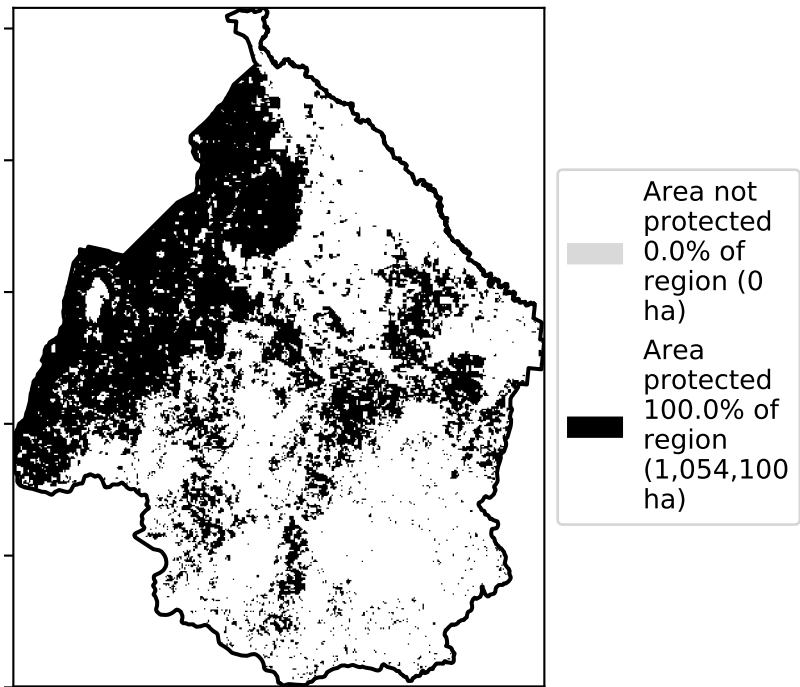 Area not
protected
0.0% of
region (0
ha)
Area
protected
100.0% of
region
(1,054,100
ha)